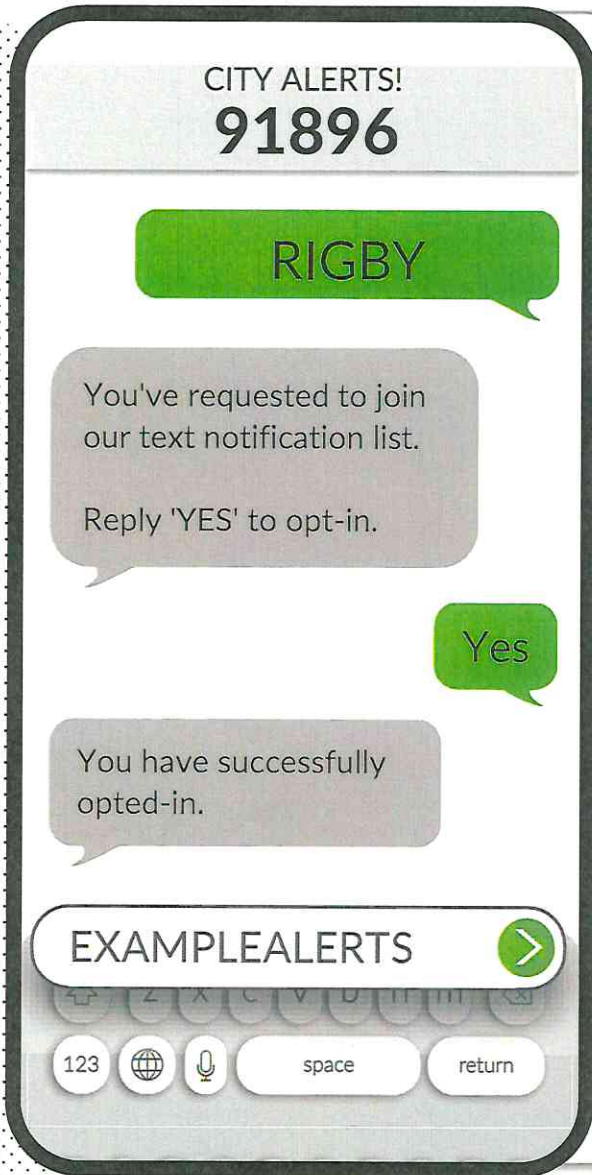 CITY ALERTS!
91896
RIGBY
You've requested to join
our text notification list.
Reply 'YES' to opt-in.
Yes
You have successfully
opted-in.
EXAMPLEALERTS
123 space return